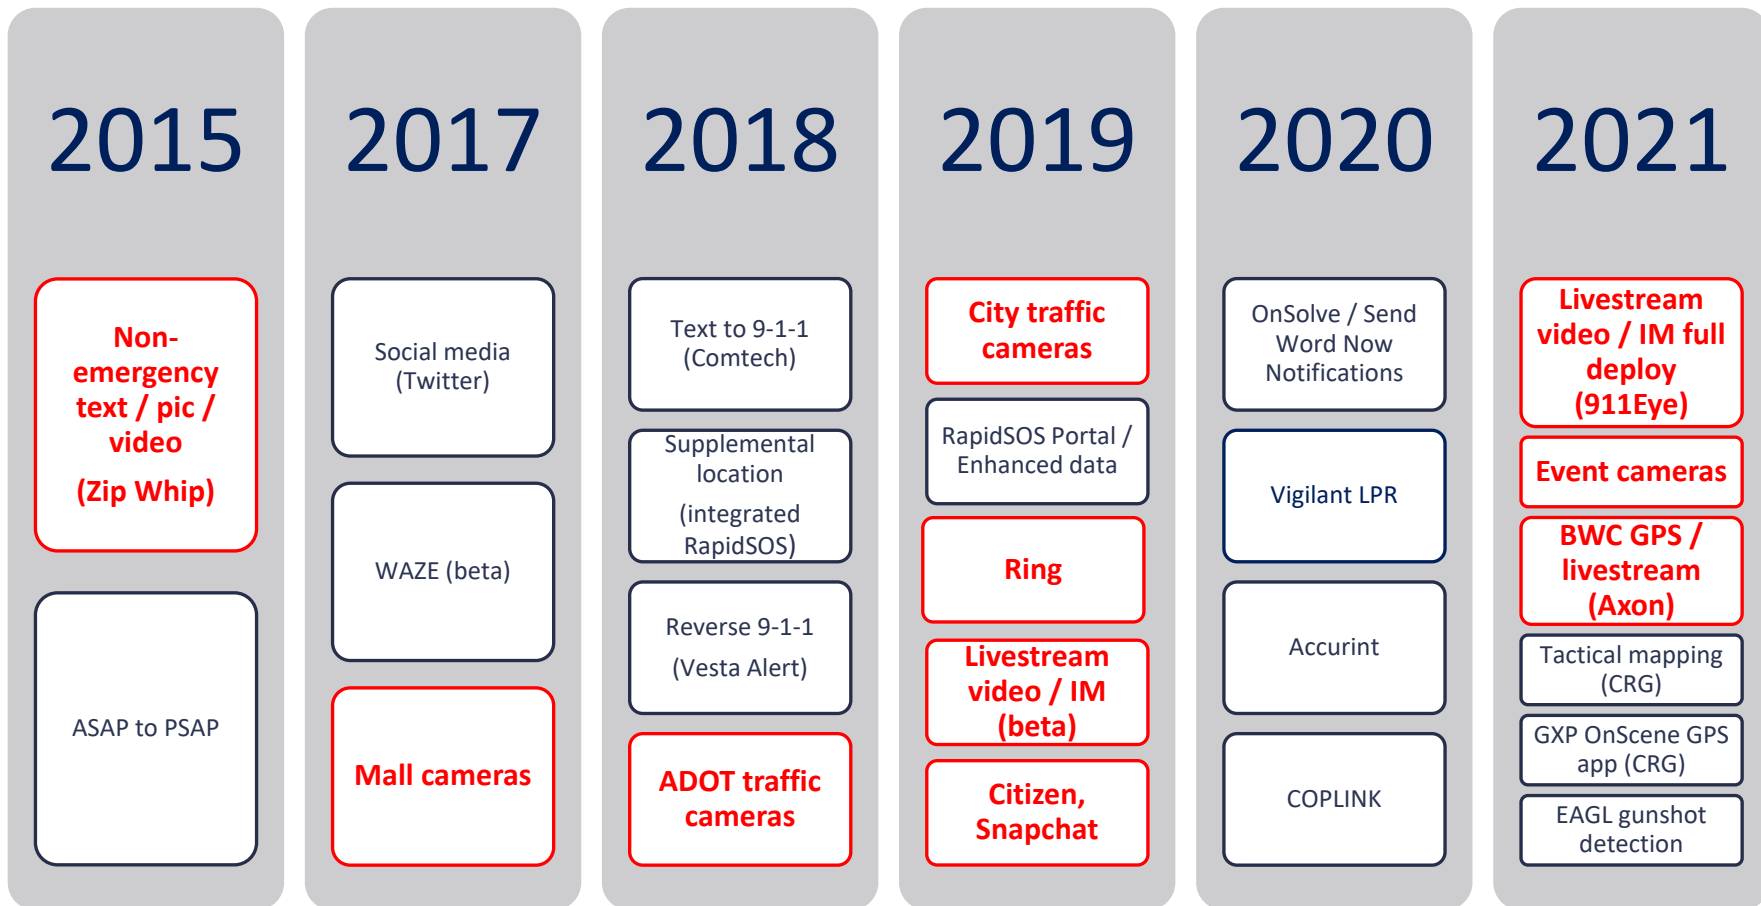 2015
Non-
emergency
text / pic /
video
(Zip Whip)
ASAP to PSAP
2017
Social media
(Twitter)
WAZE (beta)
Mall cameras
2018
Text to 9-1-1
(Comtech)
Supplemental
location
(integrated
RapidSOS)
Reverse 9-1-1
(Vesta Alert)
ADOT traffic
cameras
2019
City traffic
cameras
RapidSOS Portal /
Enhanced data
Ring
Livestream
video / IM
(beta)
Citizen,
Snapchat
2020
OnSolve / Send
Word Now
Notifications
Vigilant LPR
Accurint
COPLINK
2021
Livestream
video / IM full
deploy
(911Eye)
Event cameras
BWC GPS /
livestream
(Axon)
Tactical mapping
(CRG)
GXP OnScene GPS
app (CRG)
EAGL gunshot
detection